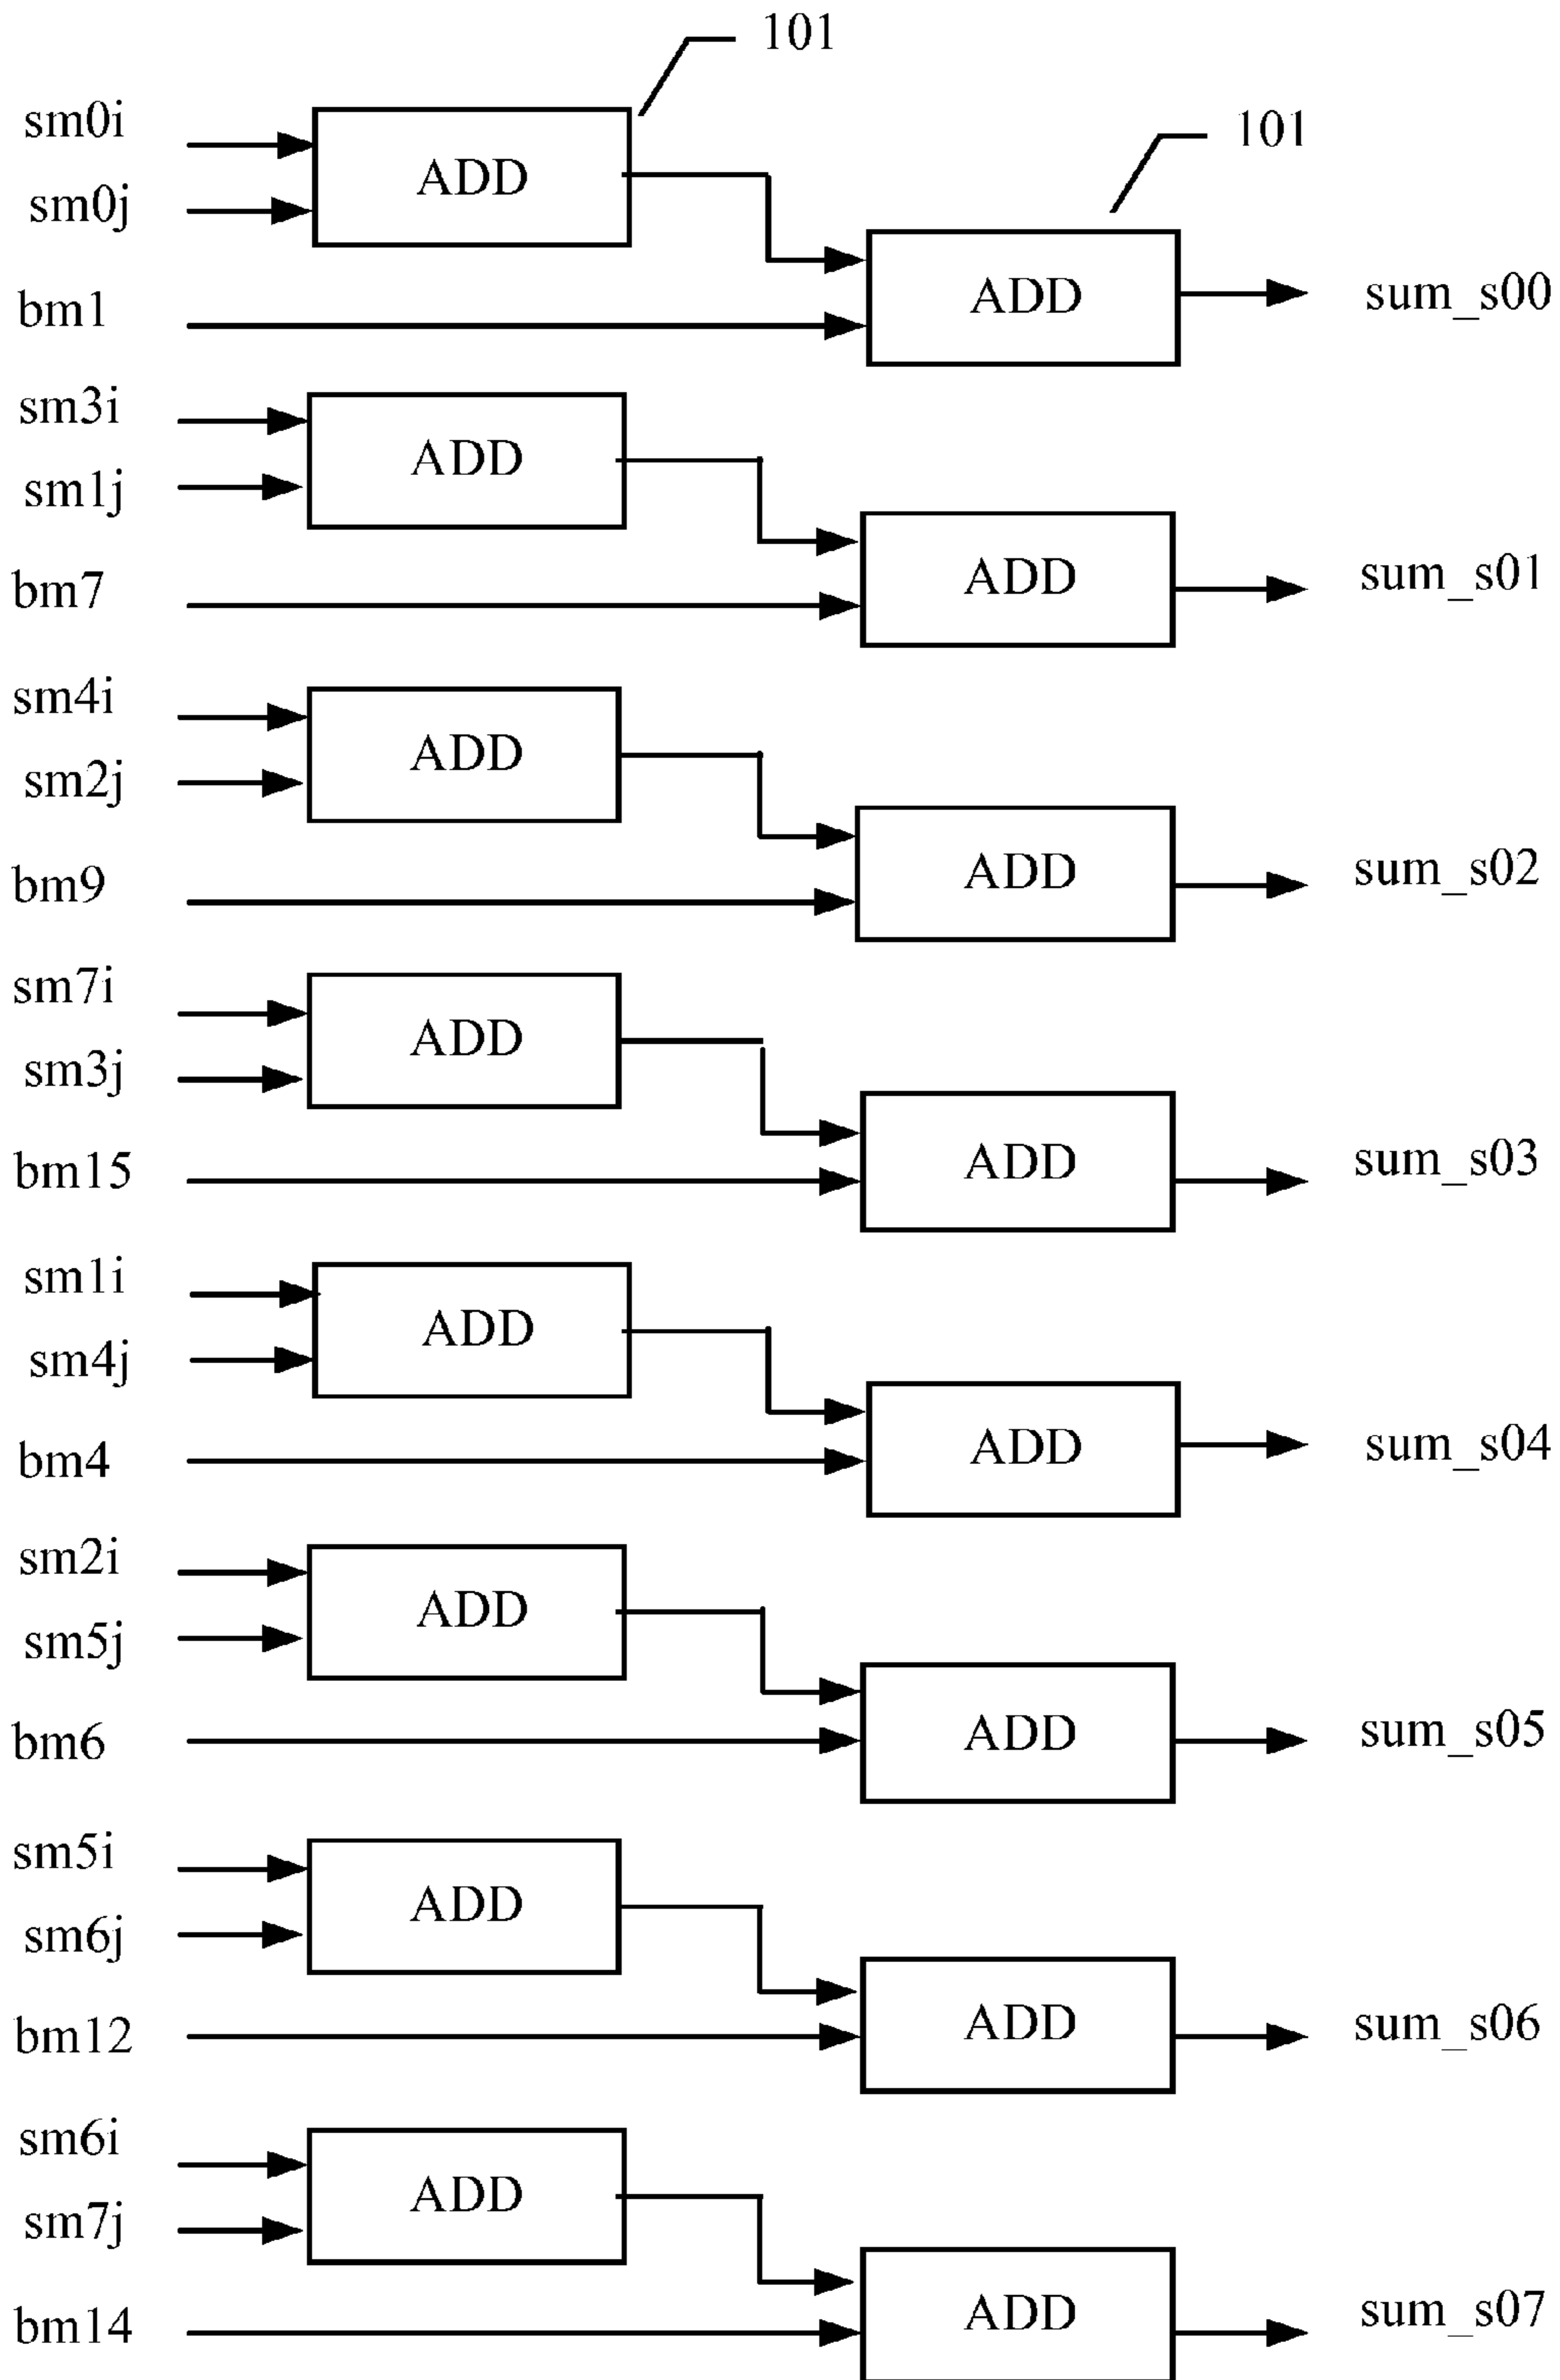 101
sm0i
ADD
sm0j
101
bm1
ADD
sum_s00
sm3i
ADD
sm1j
bm7
ADD
sum_s01
sm4i
ADD
sm2j
bm9
ADD
sum_s02
sm7i
ADD
sm3j
bm15
ADD
sum_s03
sm1i
ADD
sm4j
bm4
ADD
sum_s04
sm2i
ADD
sm5j
bm6
ADD
sum_s05
sm5i
ADD
sm6j
bm12
ADD
sum_s06
sm6i
ADD
sm7j
bm14
ADD
sum_s07